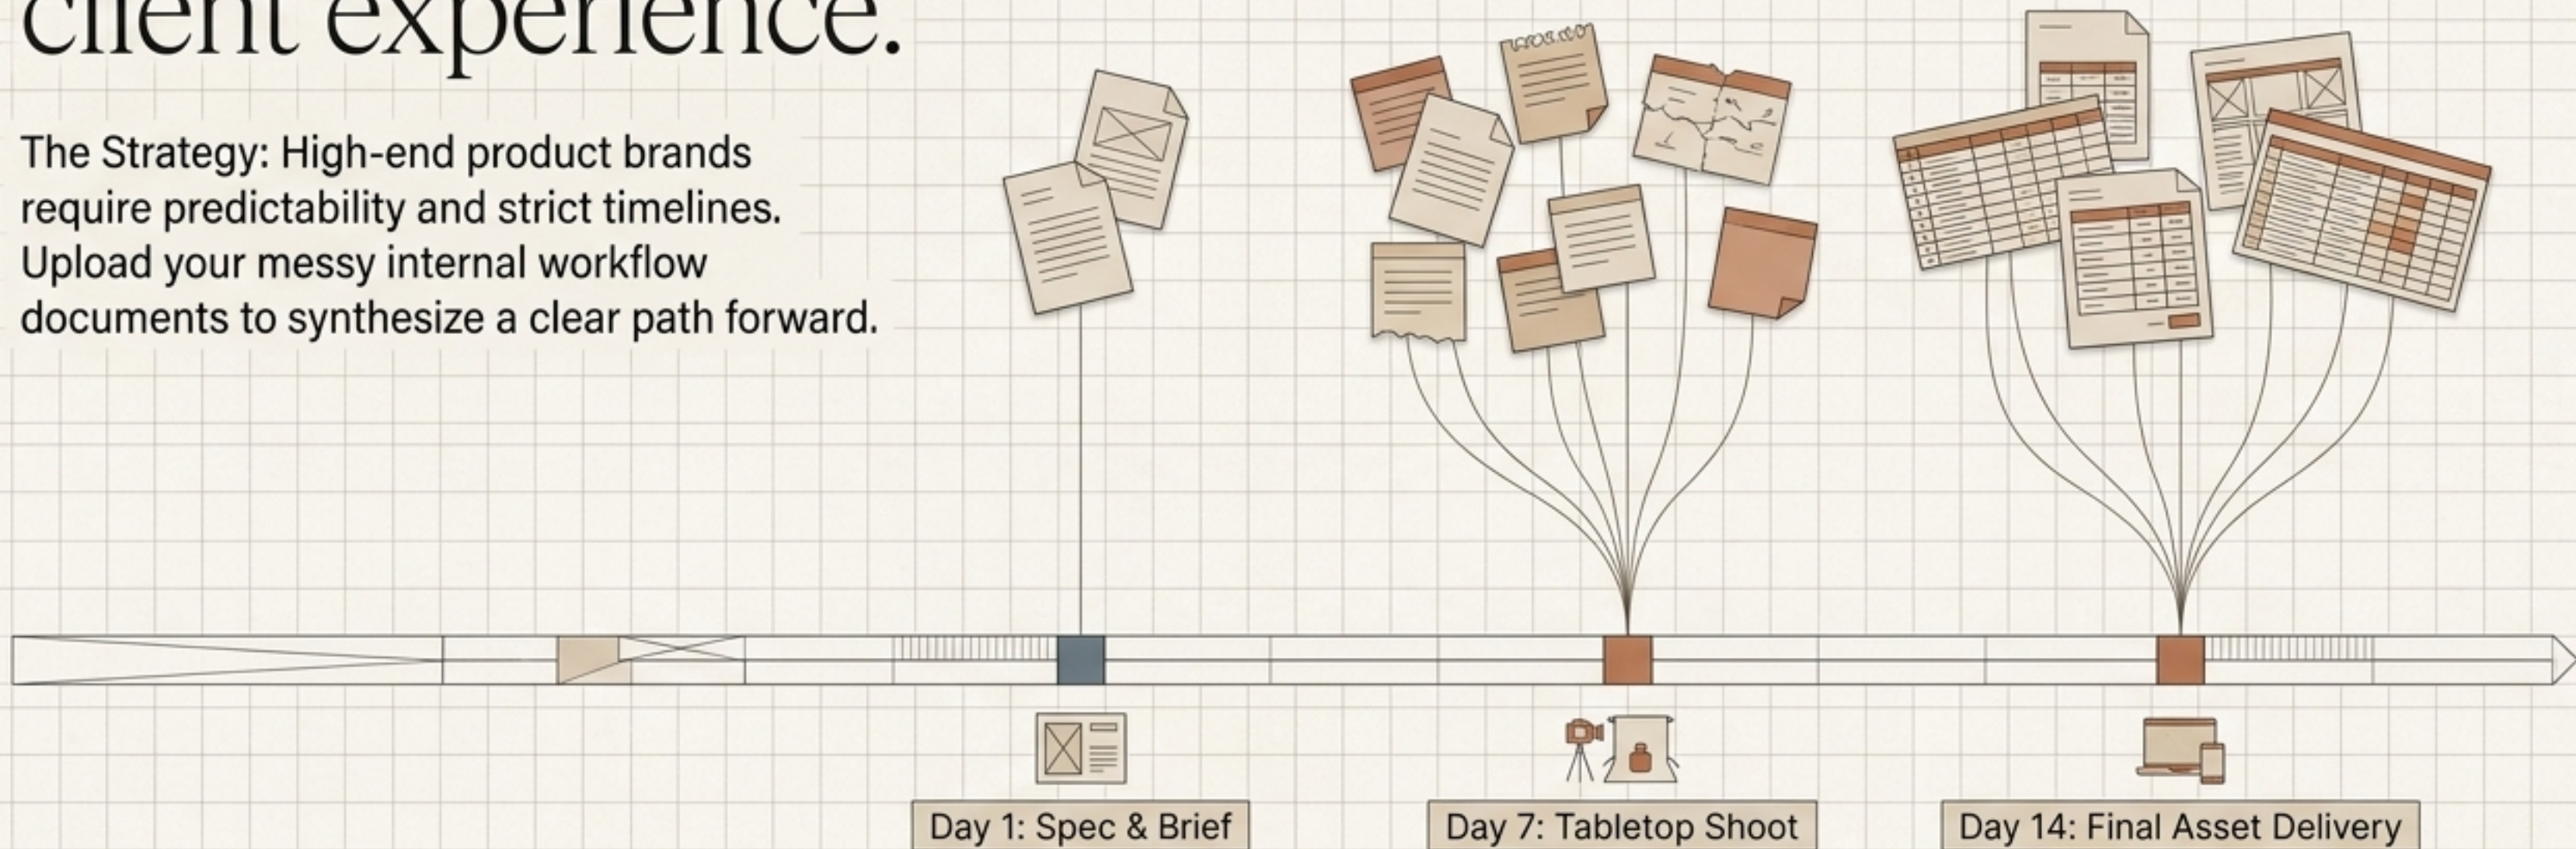 client experience.
The Strategy: High-end product brands
require predictability and strict timelines.
Upload your messy internal workflow
documents to synthesize a clear path forward.
Day 1: Spec & Brief
Day 7: Tabletop Shoot
Day 14: Final Asset Delivery